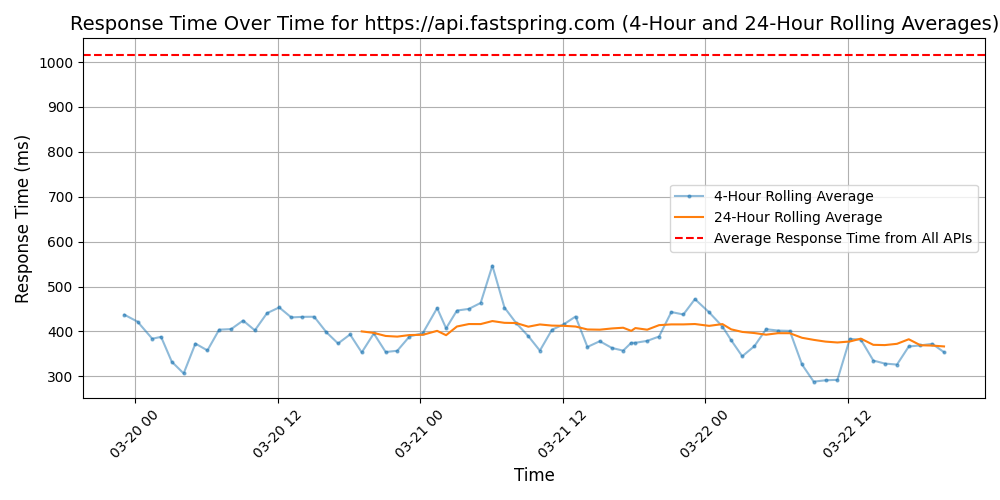 Response Time Over Time for https://api.fastspring.com (4-Hour and 24-Hour Rolling Averages)
Response Time (ms)
1000
900
800
700
600
500
400
300
4-Hour Rolling Average
24-Hour Rolling Average
Average Response Time from All APIs
03-20 00
03-20 12
03-21 00
03-21 12
03-22 00
03-22 12
Time